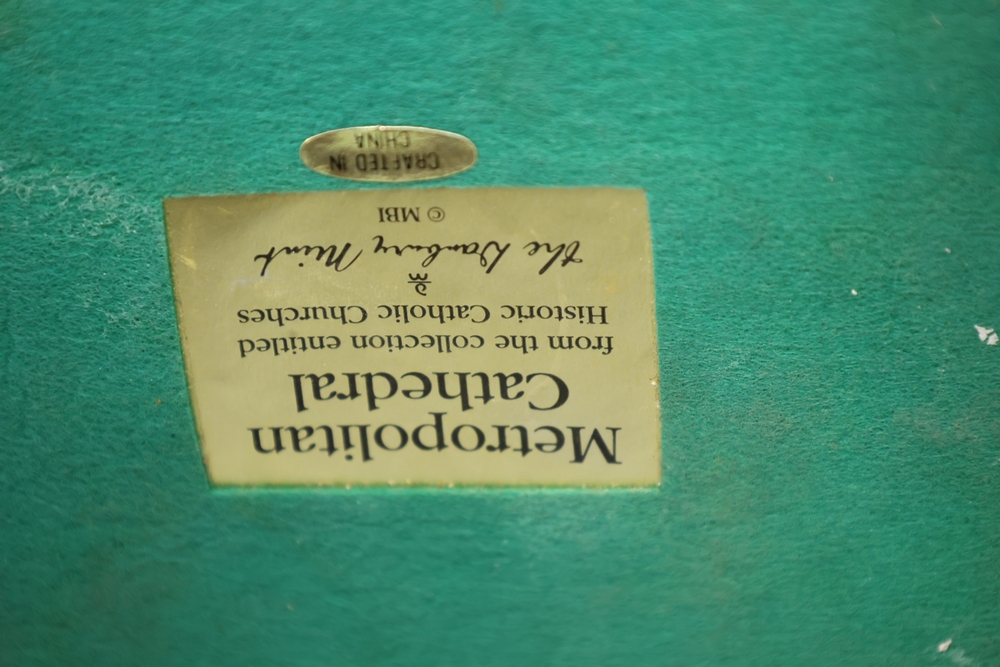 Metropolitan
Cathedral
from the collection entitled
Historic Catholic Churches
The Danbury Mint
© MBI
CRAFTED IN
CHINA